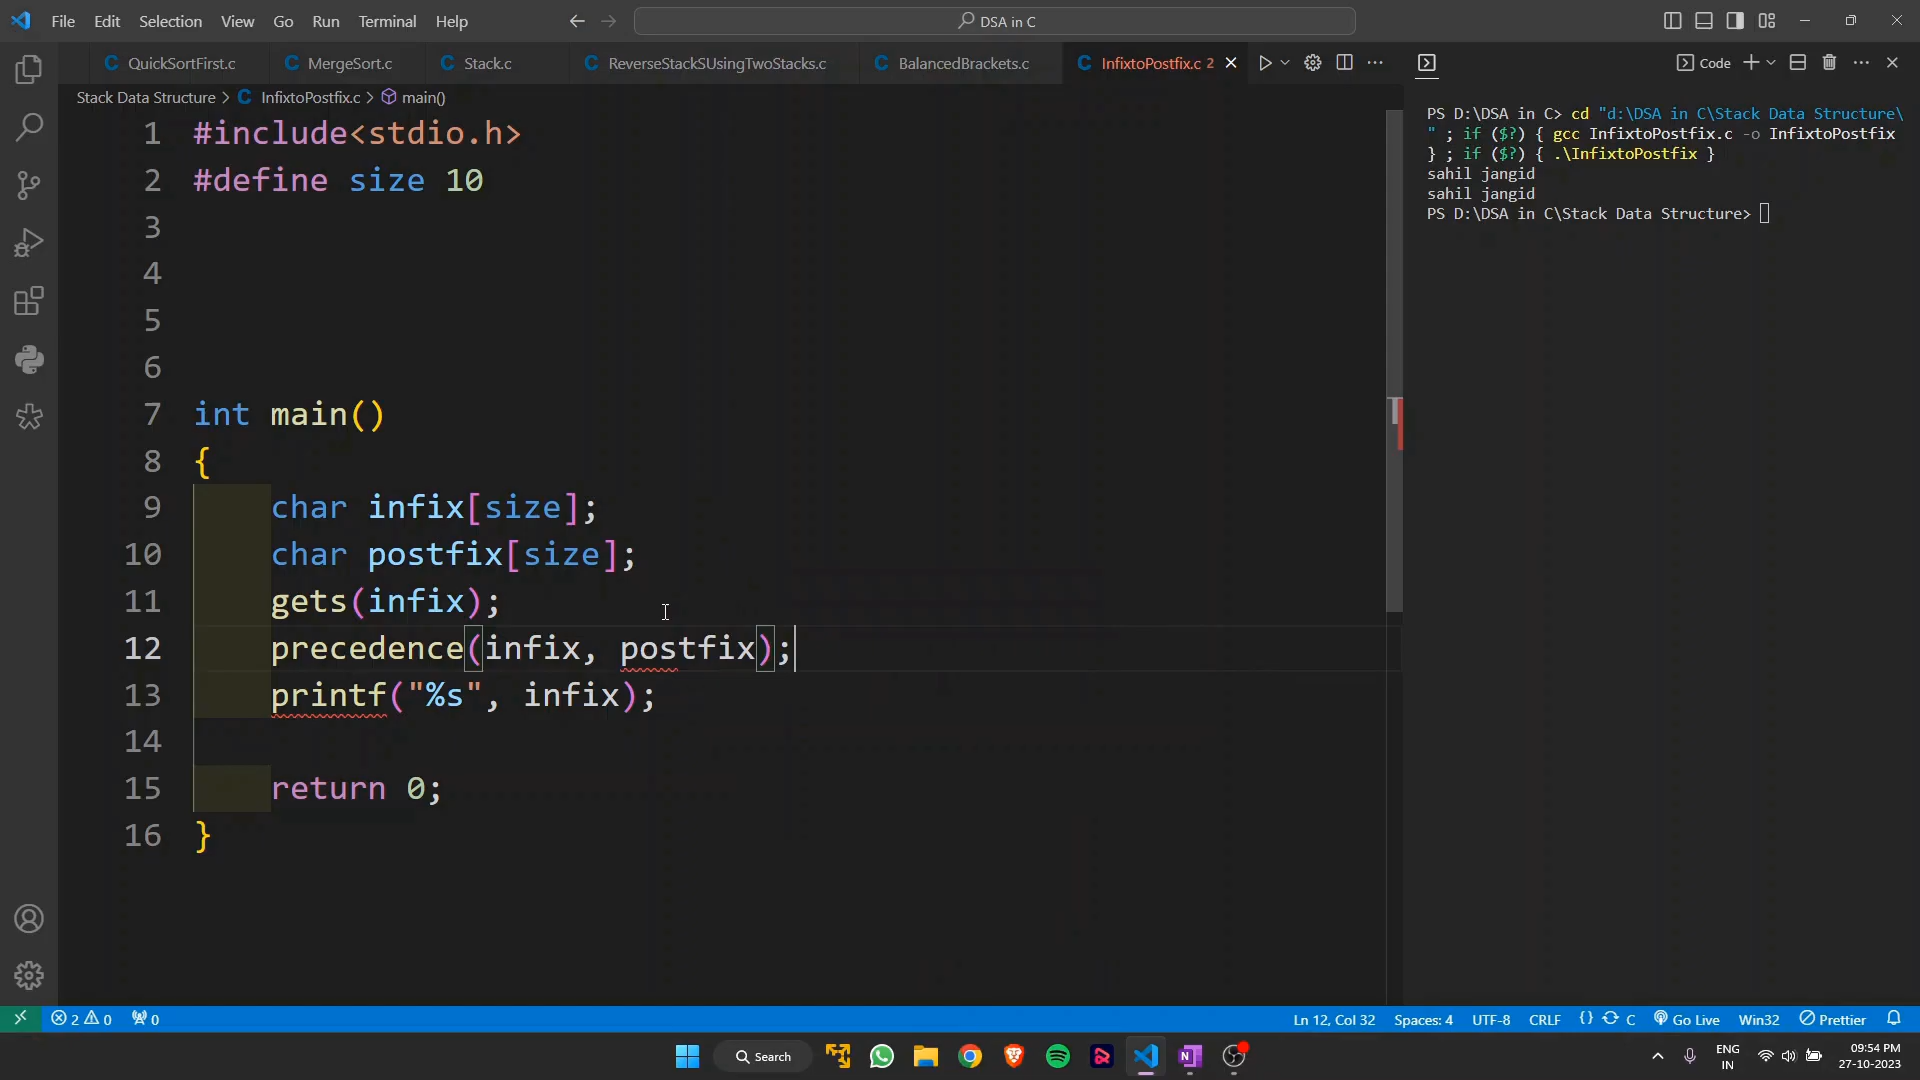 File Edit Selection View Go Run Terminal Help
DSA in C
QuickSortFirst.c MergeSort.c Stack.c ReverseStackSUsingTwoStacks.c BalancedBrackets.c InfixtoPostfix.c 2
Code
Stack Data Structure > InfixtoPostfix.c > main()
1 #include<stdio.h>
2 #define size 10
3
4
5
6
7 int main()
8 {
9 char infix[size];
10 char postfix[size];
11 gets(infix);
12 precedence(infix, postfix);
13 printf("%s", infix);
14
15 return 0;
16 }
PS D:\DSA in C> cd "d:\DSA in C\Stack Data Structure\
" ; if ($?) { gcc InfixtoPostfix.c -o InfixtoPostfix
} ; if ($?) { .\InfixtoPostfix }
sahil jangid
sahil jangid
PS D:\DSA in C\Stack Data Structure>
2 0 0
Ln 12, Col 32 Spaces: 4 UTF-8 CRLF {} C Go Live Win32 Prettier
Search
ENG
IN
09:54 PM
27-10-2023